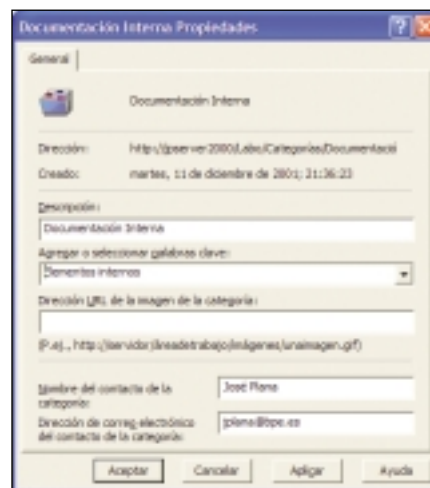 Documentación Interna Propiedades
General
Documentación Interna
Dirección: http://jpserver2000/Labo/Categorías/Documentació
Creado: martes, 11 de diciembre de 2001; 21:36:23
Descripción:
Documentación Interna
Agregar o seleccionar palabras clave:
Elementos internos
Dirección URL de la imagen de la categoría:
(P.ej., http://servidor/áreadetrabajo/imágenes/unaimagen.gif)
Nombre del contacto de la
categoría:
José Plana
Dirección de correo electrónico
del contacto de la categoría:
jplana@bpe.es
Aceptar Cancelar Aplicar Ayuda